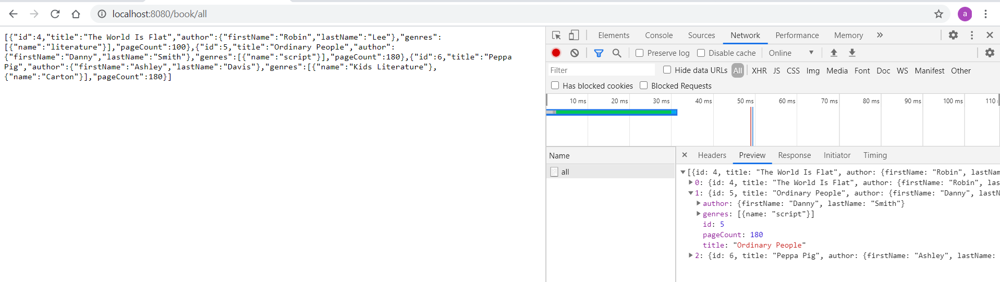 localhost:8080/book/all
a
[{"id":4,"title":"The World Is Flat","author":{"firstName":"Robin","lastName":"Lee"},"genres":
[{"name":"literature"}],"pageCount":100},{"id":5,"title":"Ordinary People","author":
{"firstName":"Danny","lastName":"Smith"},"genres":[{"name":"script"}],"pageCount":180},{"id":6,"title":"Peppa
Pig","author":{"firstName":"Ashley","lastName":"Davis"},"genres":[{"name":"Kids Literature"},
{"name":"Carton"}],"pageCount":180}]
Elements Console Sources Network Performance Memory »
Preserve log Disable cache Online
Filter Hide data URLs All XHR JS CSS Img Media Font Doc WS Manifest Other
Has blocked cookies Blocked Requests
10 ms 20 ms 30 ms 40 ms 50 ms 60 ms 70 ms 80 ms 90 ms 100 ms 110
Name
all
Headers Preview Response Initiator Timing
[{id: 4, title: "The World Is Flat", author: {firstName: "Robin", lastNam
0: {id: 4, title: "The World Is Flat", author: {firstName: "Robin", las
1: {id: 5, title: "Ordinary People", author: {firstName: "Danny", lastN
author: {firstName: "Danny", lastName: "Smith"}
genres: [{name: "script"}]
id: 5
pageCount: 180
title: "Ordinary People"
2: {id: 6, title: "Peppa Pig", author: {firstName: "Ashley", lastName: